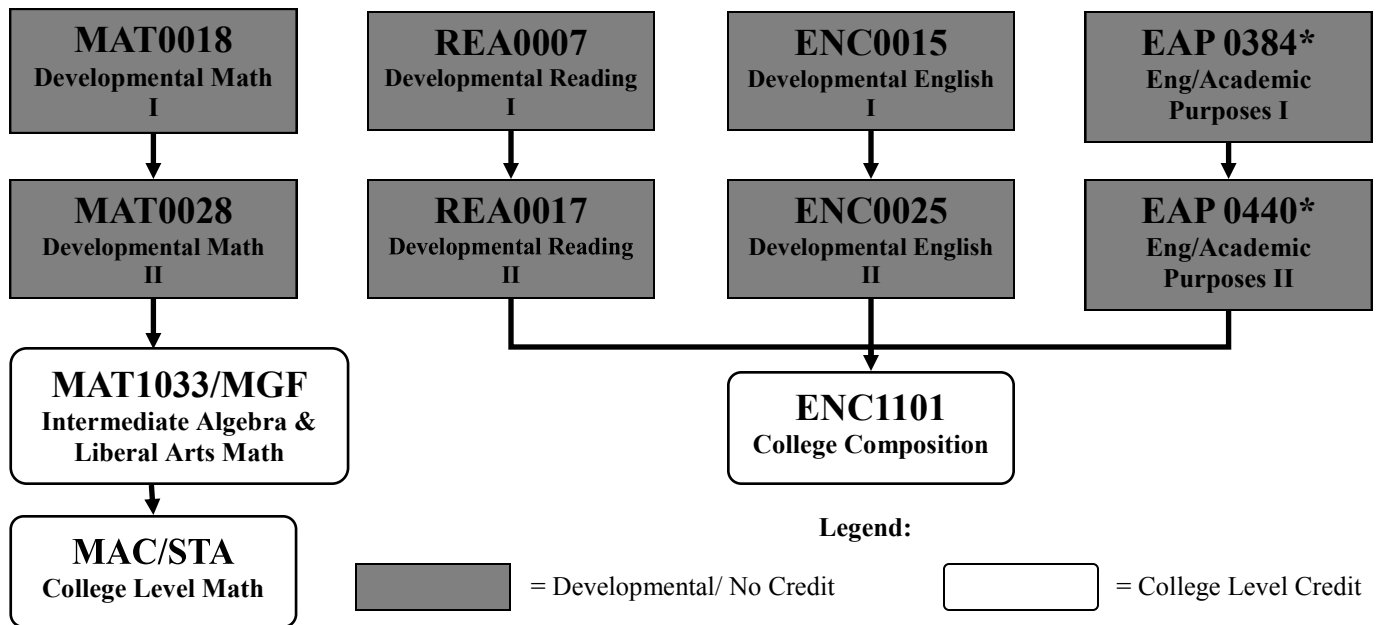 MAT0018
Developmental Math
I
REA0007
Developmental Reading
I
ENC0015
Developmental English
I
EAP 0384*
Eng/Academic
Purposes I
MAT0028
Developmental Math
II
REA0017
Developmental Reading
II
ENC0025
Developmental English
II
EAP 0440*
Eng/Academic
Purposes II
MAT1033/MGF
Intermediate Algebra &
Liberal Arts Math
ENC1101
College Composition
MAC/STA
College Level Math
Legend:
= Developmental/ No Credit
= College Level Credit